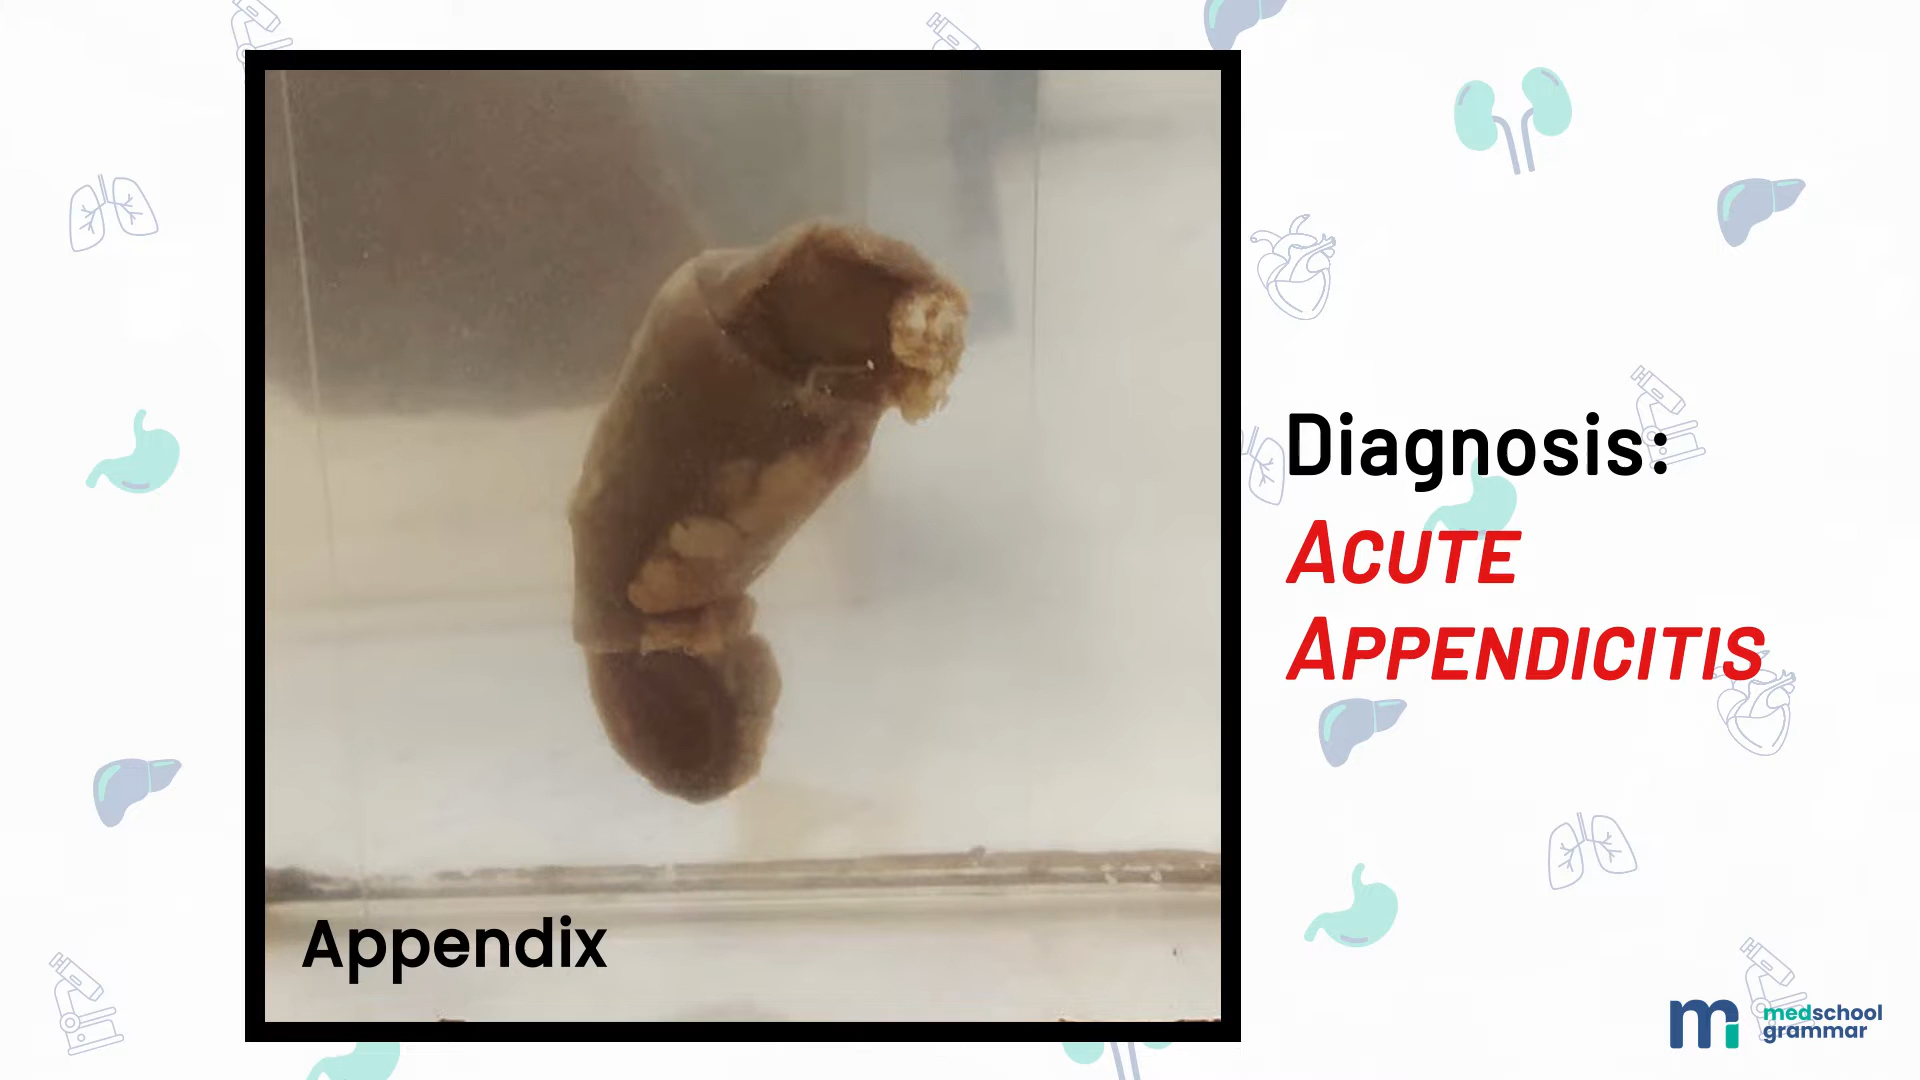 Diagnosis:
ACUTE
APPENDICITIS
Appendix
medschool
grammar